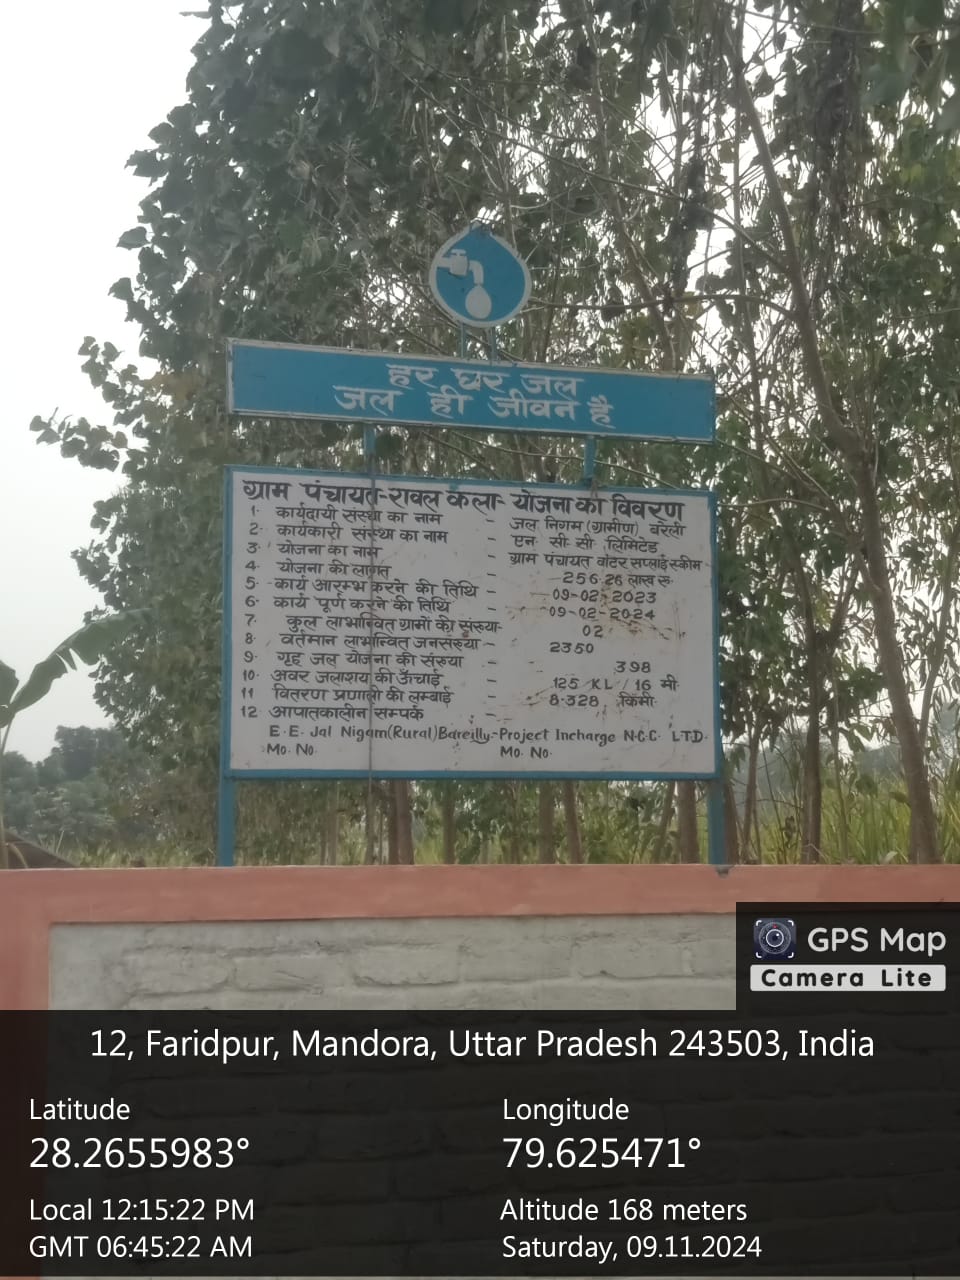 हर घर जल
जल ही जीवन है
ग्राम पंचायत-रावल कला- योजना का विवरण
1. कार्यदायी संस्था का नाम - जल निगम (ग्रामीण) बरेली
2. कार्यकारी संस्था का नाम - एन. सी. सी. लिमिटेड
3. योजना का नाम - ग्राम पंचायत वाटर सप्लाई स्कीम
4. योजना की लागत - 256.26 लाख रु.
5. कार्य आरम्भ करने की तिथि - 09-02-2023
6. कार्य पूर्ण करने की तिथि - 09-02-2024
7. कुल लाभान्वित ग्रामों की संख्या- 02
8. वर्तमान लाभान्वित जनसंख्या- 2350
9. गृह जल योजना की संख्या - 398
10. अवर जलाशय की ऊँचाई - 125 KL / 16 मी.
11 वितरण प्रणाली की लम्बाई - 8.328 किमी.
12. आपातकालीन सम्पर्क -
E.E. Jal Nigam(Rural)Bareilly-Project Incharge N.C.C. LTD.
Mo. No. Mo. No.
GPS Map
Camera Lite
12, Faridpur, Mandora, Uttar Pradesh 243503, India
Latitude Longitude
28.2655983° 79.625471°
Local 12:15:22 PM Altitude 168 meters
GMT 06:45:22 AM Saturday, 09.11.2024